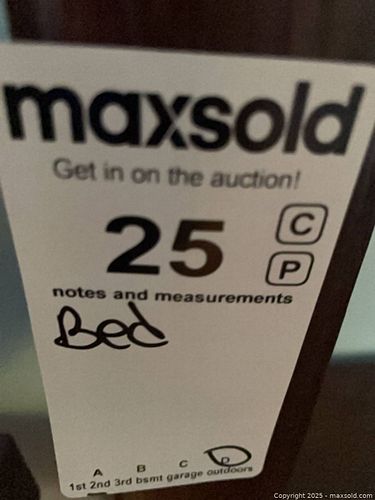 maxsold
Get in on the auction!
25
C
P
notes and measurements
Bed
A B C D
1st 2nd 3rd bsmt garage outdoors
Copyright © 2025 - maxsold.com